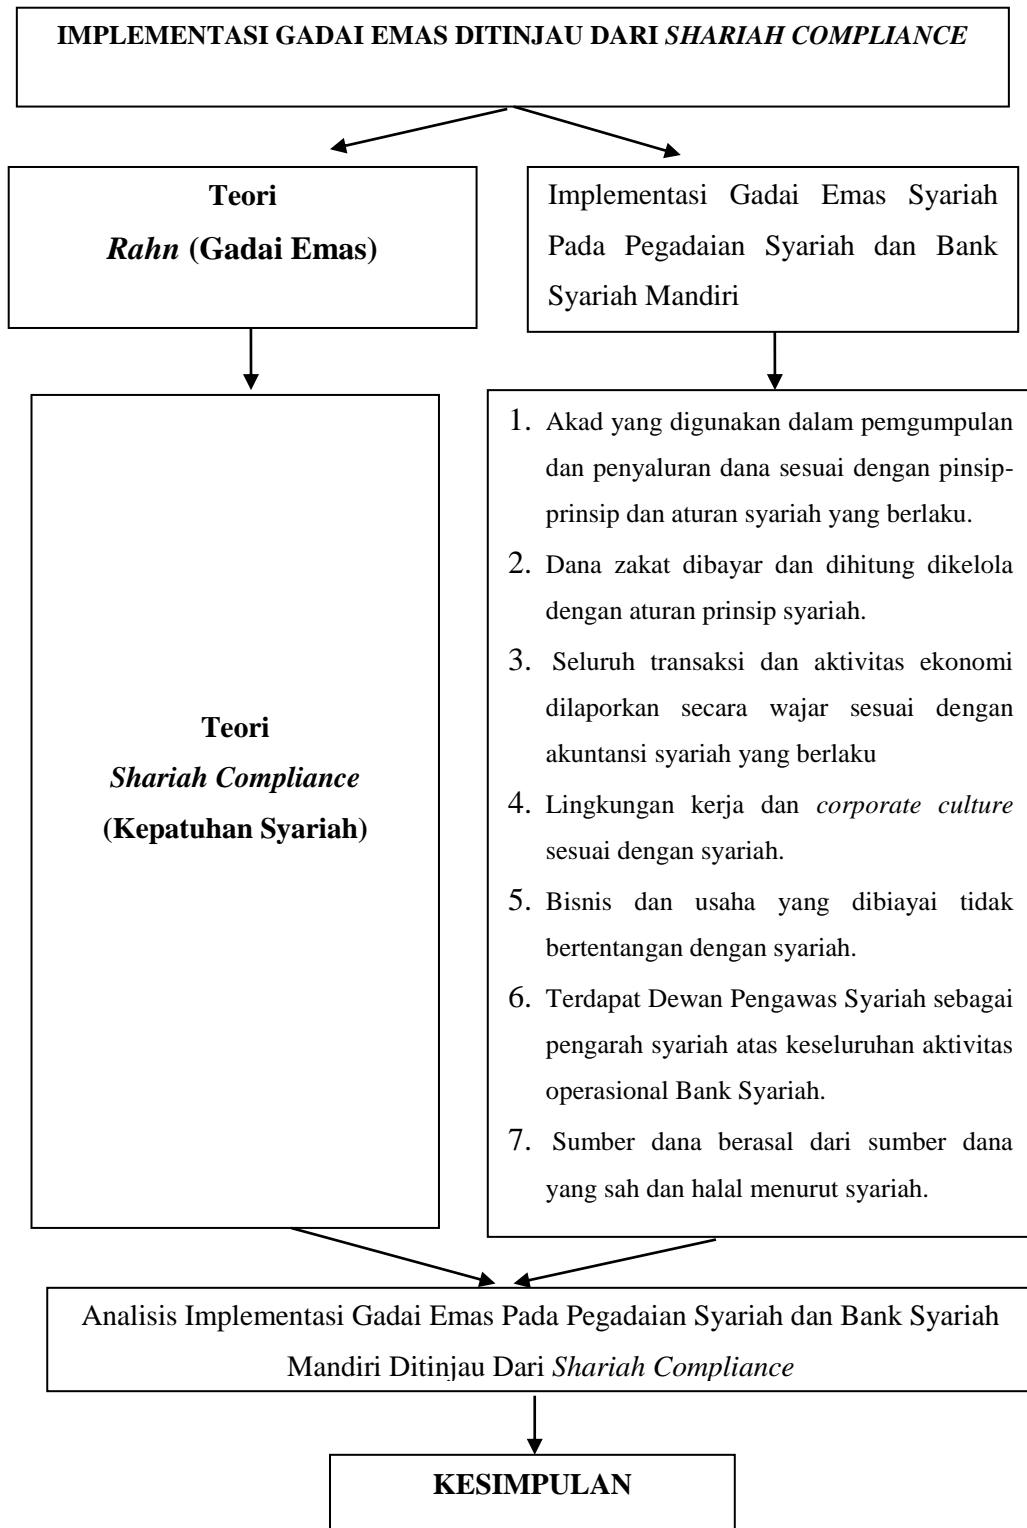 IMPLEMENTASI GADAI EMAS DITINJAU DARI SHARIAH COMPLIANCE
Teori
Rahn (Gadai Emas)
Implementasi Gadai Emas Syariah
Pada Pegadaian Syariah dan Bank
Syariah Mandiri
Teori
Shariah Compliance
(Kepatuhan Syariah)
1. Akad yang digunakan dalam pemgumpulan
dan penyaluran dana sesuai dengan pinsip-
prinsip dan aturan syariah yang berlaku.
2. Dana zakat dibayar dan dihitung dikelola
dengan aturan prinsip syariah.
3. Seluruh transaksi dan aktivitas ekonomi
dilaporkan secara wajar sesuai dengan
akuntansi syariah yang berlaku
4. Lingkungan kerja dan corporate culture
sesuai dengan syariah.
5. Bisnis dan usaha yang dibiayai tidak
bertentangan dengan syariah.
6. Terdapat Dewan Pengawas Syariah sebagai
pengarah syariah atas keseluruhan aktivitas
operasional Bank Syariah.
7. Sumber dana berasal dari sumber dana
yang sah dan halal menurut syariah.
Analisis Implementasi Gadai Emas Pada Pegadaian Syariah dan Bank Syariah
Mandiri Ditinjau Dari Shariah Compliance
KESIMPULAN